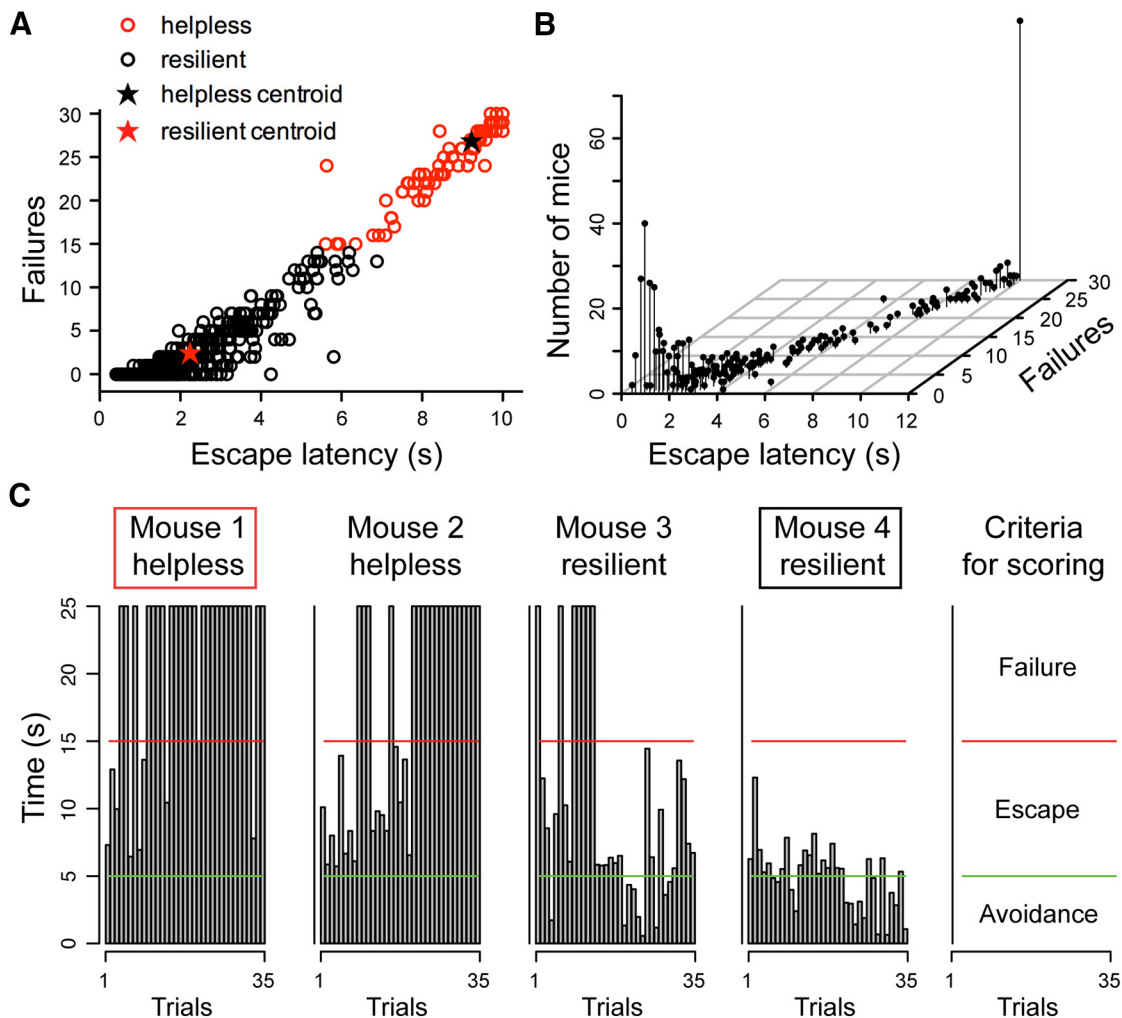 A
helpless
resilient
helpless centroid
resilient centroid
30
25
20
15
10
5
0
Failures
0 2 4 6 8 10
Escape latency (s)
B
Number of mice
60
40
20
0
0 2 4 6 8 10 12
Escape latency (s)
0 5 10 15 20 25 30
Failures
C
Mouse 1
helpless
Mouse 2
helpless
Mouse 3
resilient
Mouse 4
resilient
Criteria
for scoring
Time (s)
25
20
15
10
5
0
Failure
Escape
Avoidance
1 35
Trials
1 35
Trials
1 35
Trials
1 35
Trials
1 35
Trials